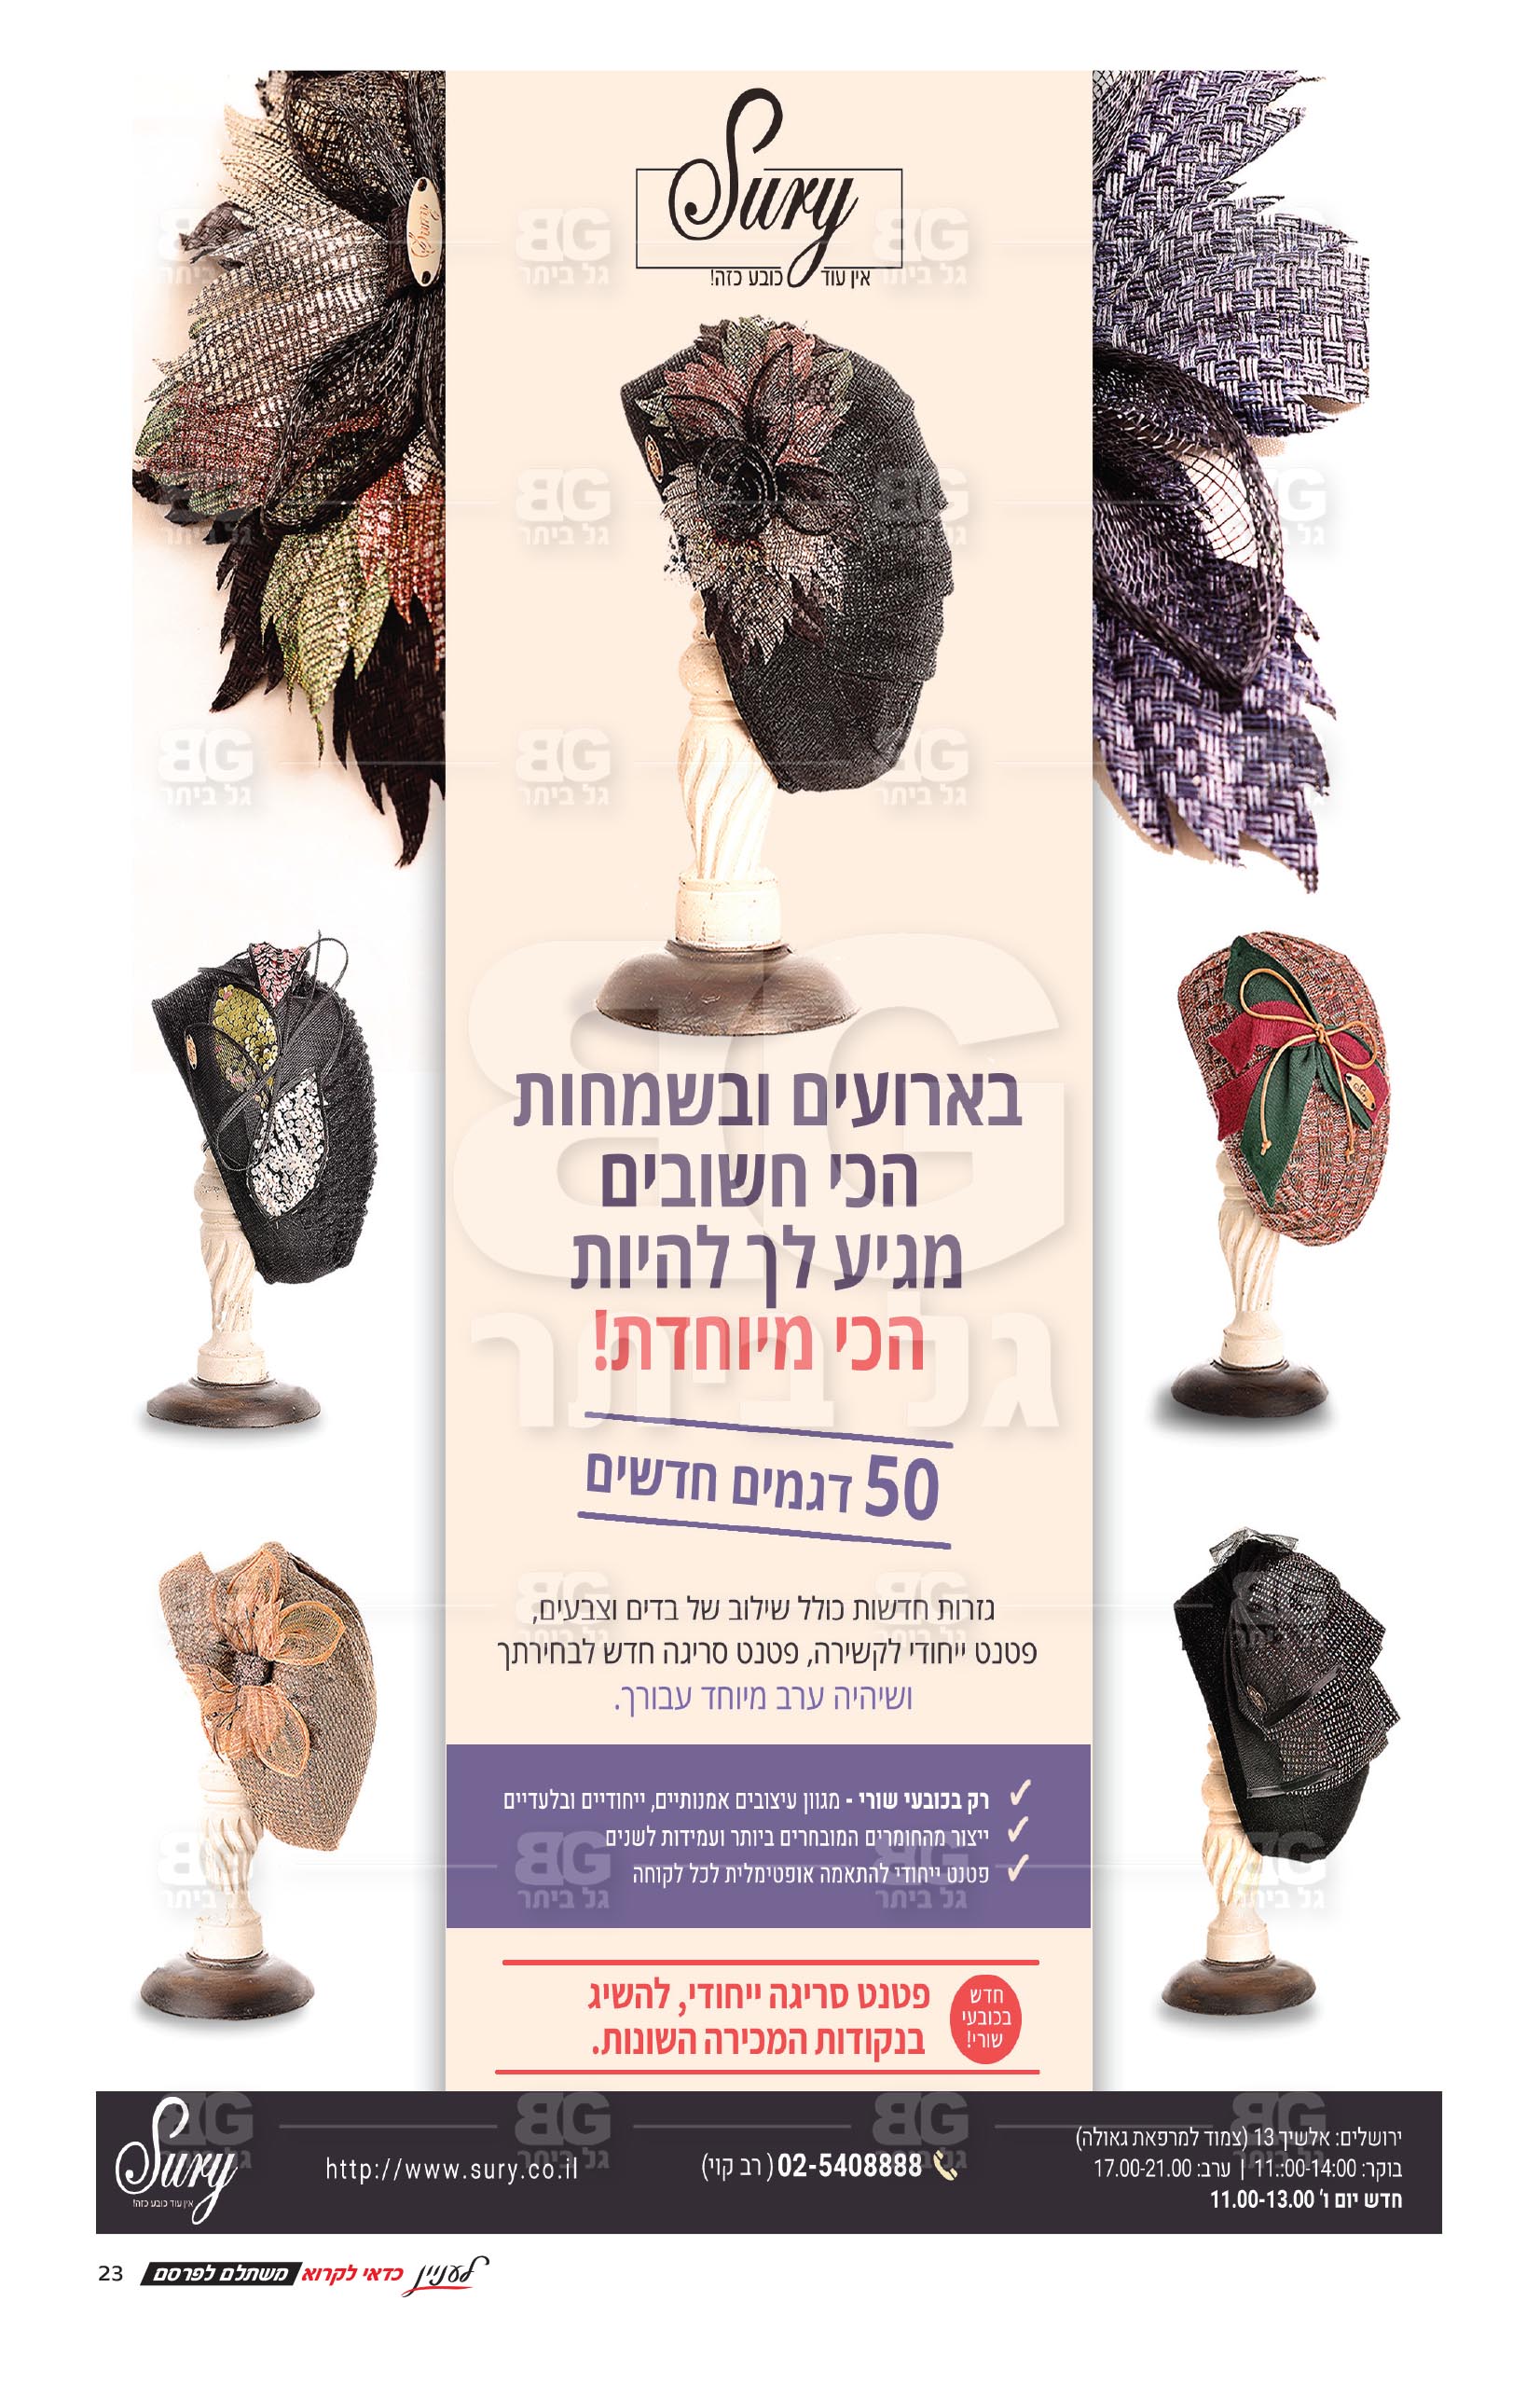 Sury
אין עוד כובע כזה!
Sury
בארועים ובשמחות
הכי חשובים
מגיע לך להיות
הכי מיוחדת!
50 דגמים חדשים
גזרות חדשות כולל שילוב של בדים וצבעים,
פטנט ייחודי לקשירה, פטנט סריגה חדש לבחירתך
ושיהיה ערב מיוחד עבורך.
✓ רק בכובעי שורי - מגוון עיצובים אמנותיים, ייחודיים ובלעדיים
✓ ייצור מהחומרים המובחרים ביותר ועמידות לשנים
✓ פטנט ייחודי להתאמה אופטימלית לכל לקוחה
חדש
בכובעי
שורי!
פטנט סריגה ייחודי, להשיג
בנקודות המכירה השונות.
ירושלים: אלשיך 13 (צמוד למרפאת גאולה)
בוקר: 11.:00-14:00 | ערב: 17.00-21.00
חדש יום ו' 11.00-13.00
02-5408888 (רב קוי)
http://www.sury.co.il
Sury
אין עוד כובע כזה!
לעניין כדאי לקרוא משתלם לפרסם 23
BG
גל ביתר